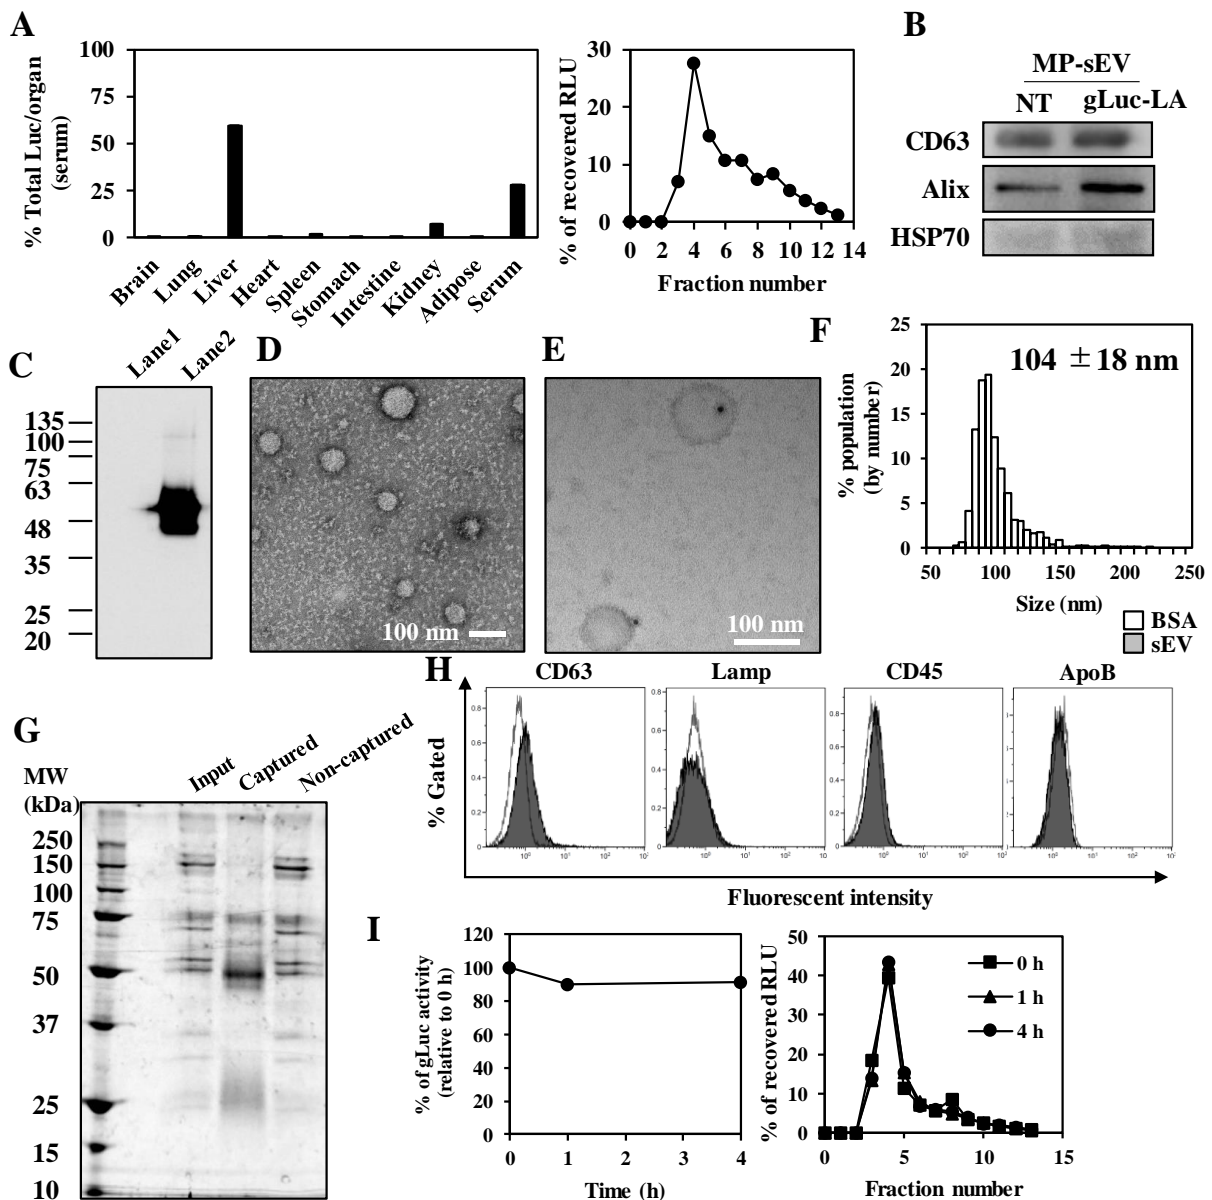 A
% Total Luc/organ
(serum)
100
75
50
25
0
Brain
Lung
Liver
Heart
Spleen
Stomach
Intestine
Kidney
Adipose
Serum
% of recovered RLU
30
20
10
0
0 2 4 6 8 10 12 14
Fraction number
B
MP-sEV
NT gLuc-LA
CD63
Alix
HSP70
C
Lane1
Lane2
135
100
75
63
48
35
25
20
D
100 nm
E
100 nm
F
% population
(by number)
25
20
15
10
5
0
104 ±18 nm
50 100 150 200 250
Size (nm)
BSA
sEV
G
MW
(kDa)
Input
Captured
Non-captured
250
150
100
75
50
37
25
15
10
H
CD63 Lamp CD45 ApoB
% Gated
Fluorescent intensity
I
% of gLuc activity
(relative to 0 h)
120
100
80
60
40
20
0
0 1 2 3 4
Time (h)
% of recovered RLU
50
40
30
20
10
0
0 h
1 h
4 h
0 5 10 15
Fraction number